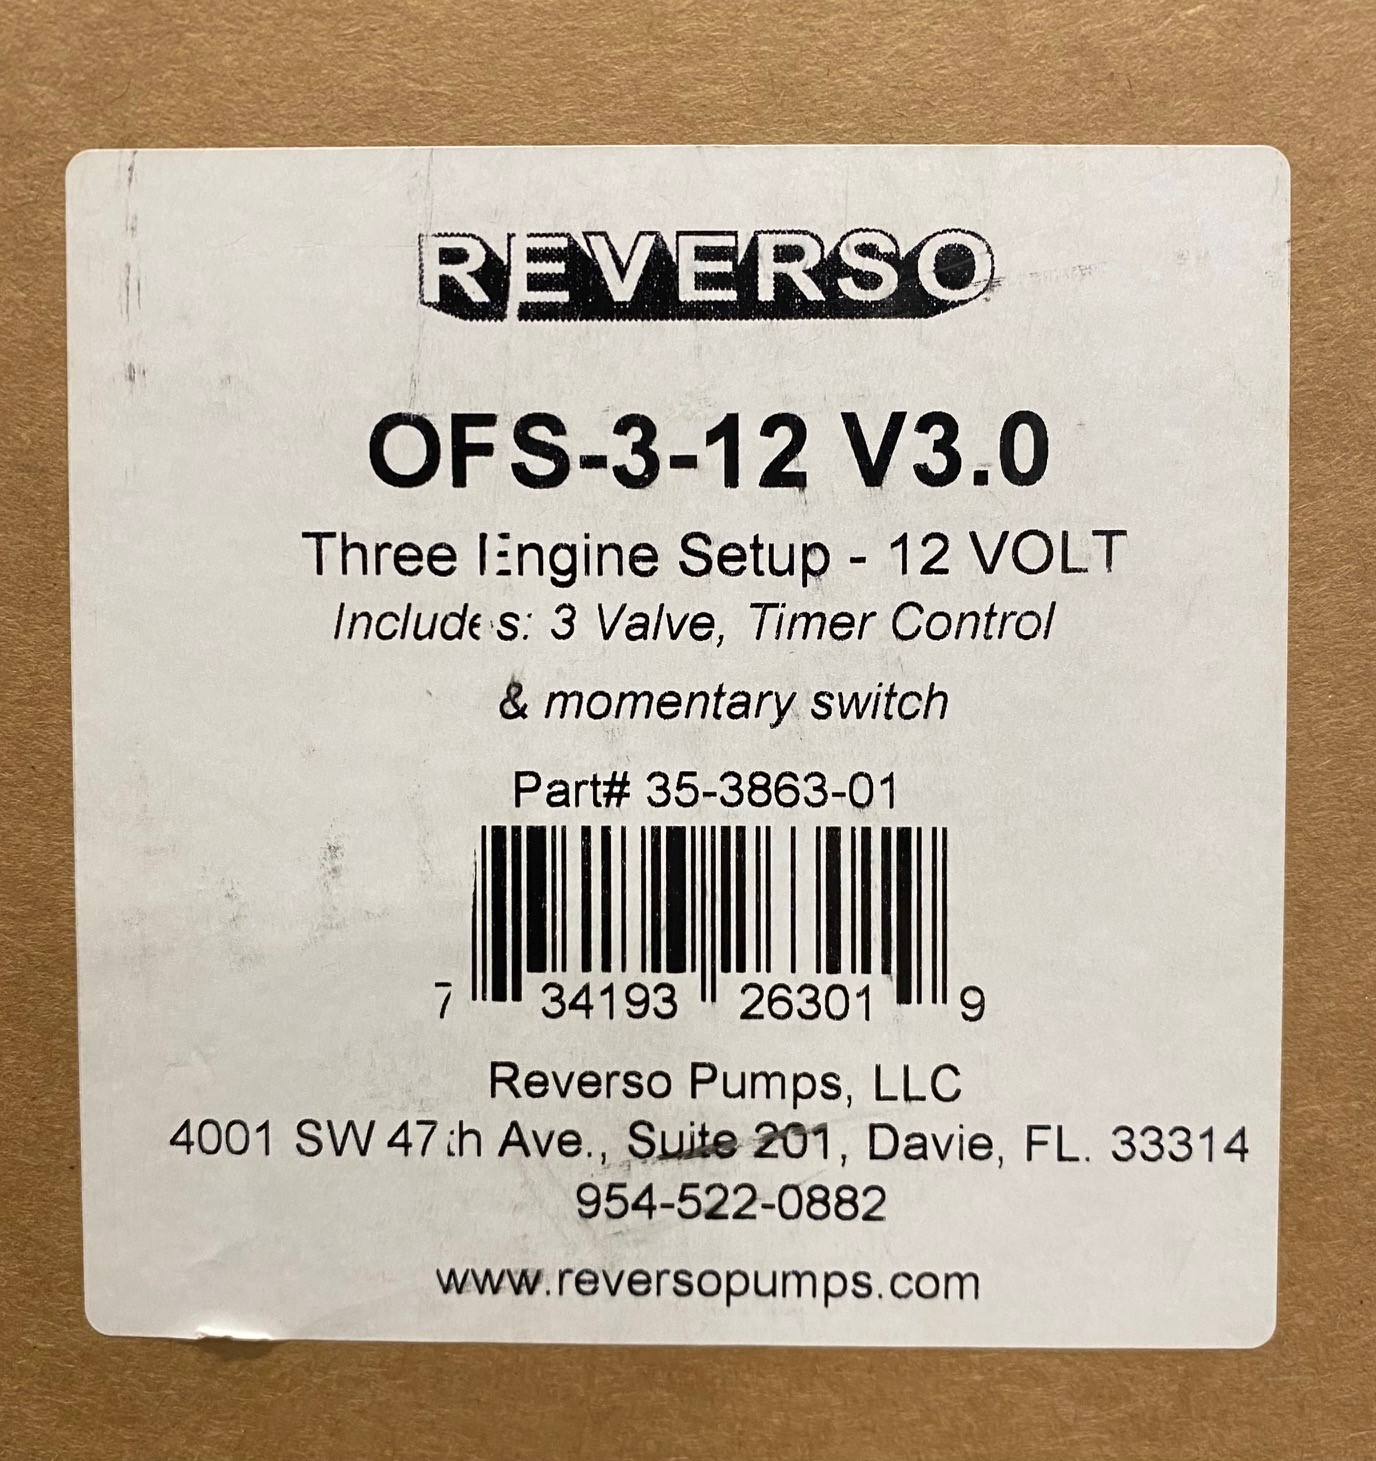 REVERSO
OFS-3-12 V3.0
Three Engine Setup - 12 VOLT
Includes: 3 Valve, Timer Control
& momentary switch
Part# 35-3863-01
7 34193 26301 9
Reverso Pumps, LLC
4001 SW 47th Ave., Suite 201, Davie, FL. 33314
954-522-0882
www.reversopumps.com